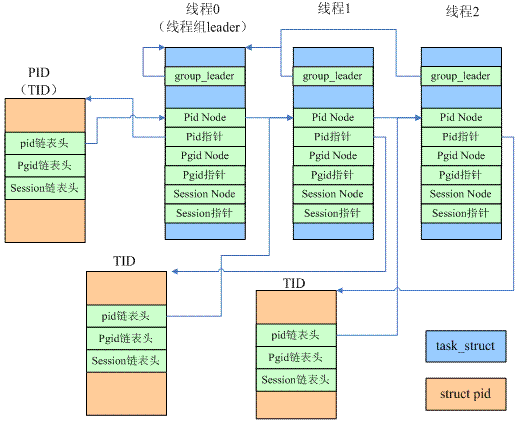 线程0
（线程组leader）
线程1
线程2
group_leader
group_leader
group_leader
PID
（TID）
Pid Node
Pid Node
Pid Node
pid链表头
Pid指针
Pid指针
Pid指针
Pgid链表头
Pgid Node
Pgid Node
Pgid Node
Session链表头
Pgid指针
Pgid指针
Pgid指针
Session Node
Session Node
Session Node
Session指针
Session指针
Session指针
TID
TID
pid链表头
Pgid链表头
Session链表头
pid链表头
Pgid链表头
Session链表头
task_struct
struct pid